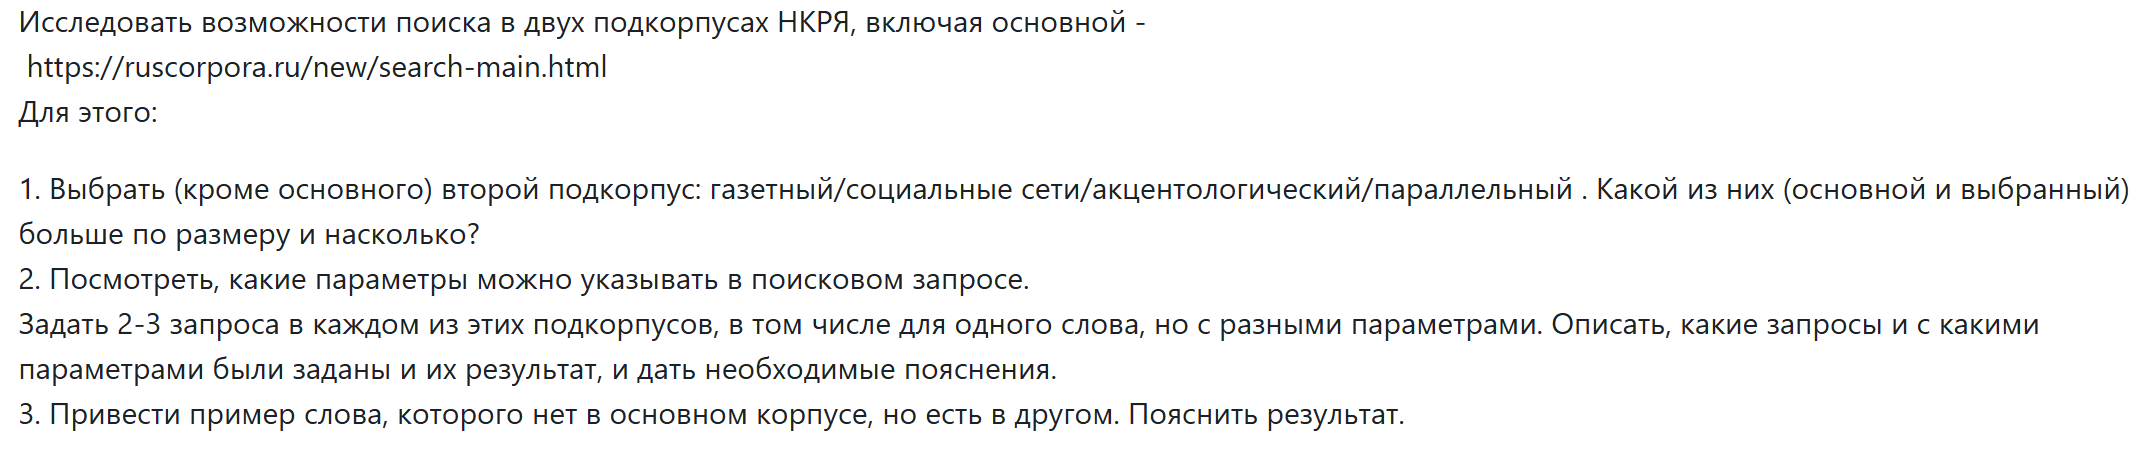 Исследовать возможности поиска в двух подкорпусах НКРЯ, включая основной -
https://ruscorpora.ru/new/search-main.html
Для этого:
1. Выбрать (кроме основного) второй подкорпус: газетный/социальные сети/акцентологический/параллельный . Какой из них (основной и выбранный)
больше по размеру и насколько?
2. Посмотреть, какие параметры можно указывать в поисковом запросе.
Задать 2-3 запроса в каждом из этих подкорпусов, в том числе для одного слова, но с разными параметрами. Описать, какие запросы и с какими
параметрами были заданы и их результат, и дать необходимые пояснения.
3. Привести пример слова, которого нет в основном корпусе, но есть в другом. Пояснить результат.